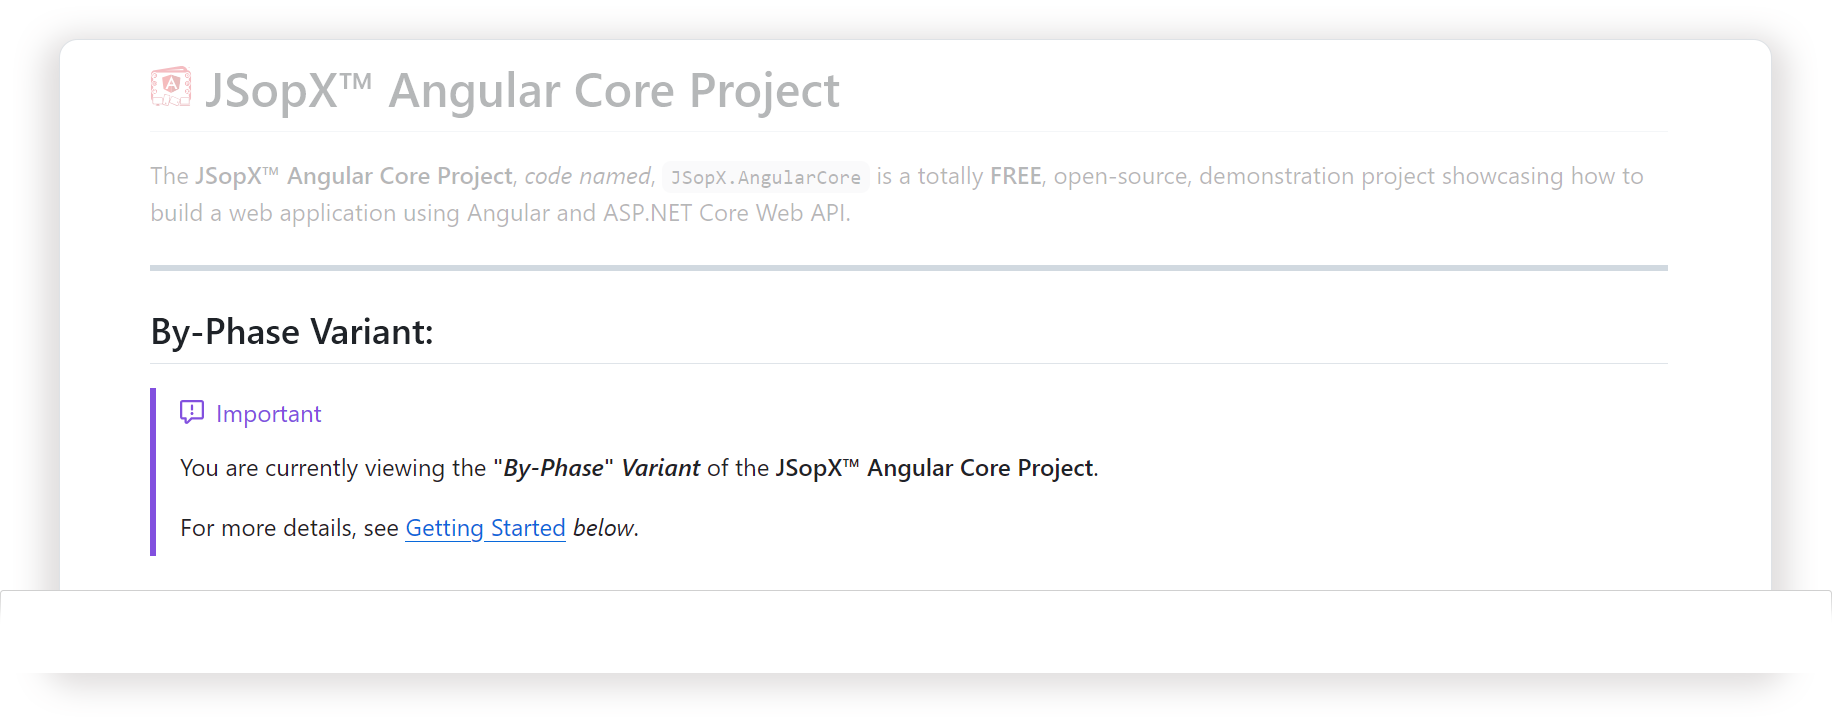 JSopX™ Angular Core Project
The JSopX™ Angular Core Project, code named, JSopX.AngularCore is a totally FREE, open-source, demonstration project showcasing how to
build a web application using Angular and ASP.NET Core Web API.
By-Phase Variant:
Important
You are currently viewing the "By-Phase" Variant of the JSopX™ Angular Core Project.
For more details, see Getting Started below.